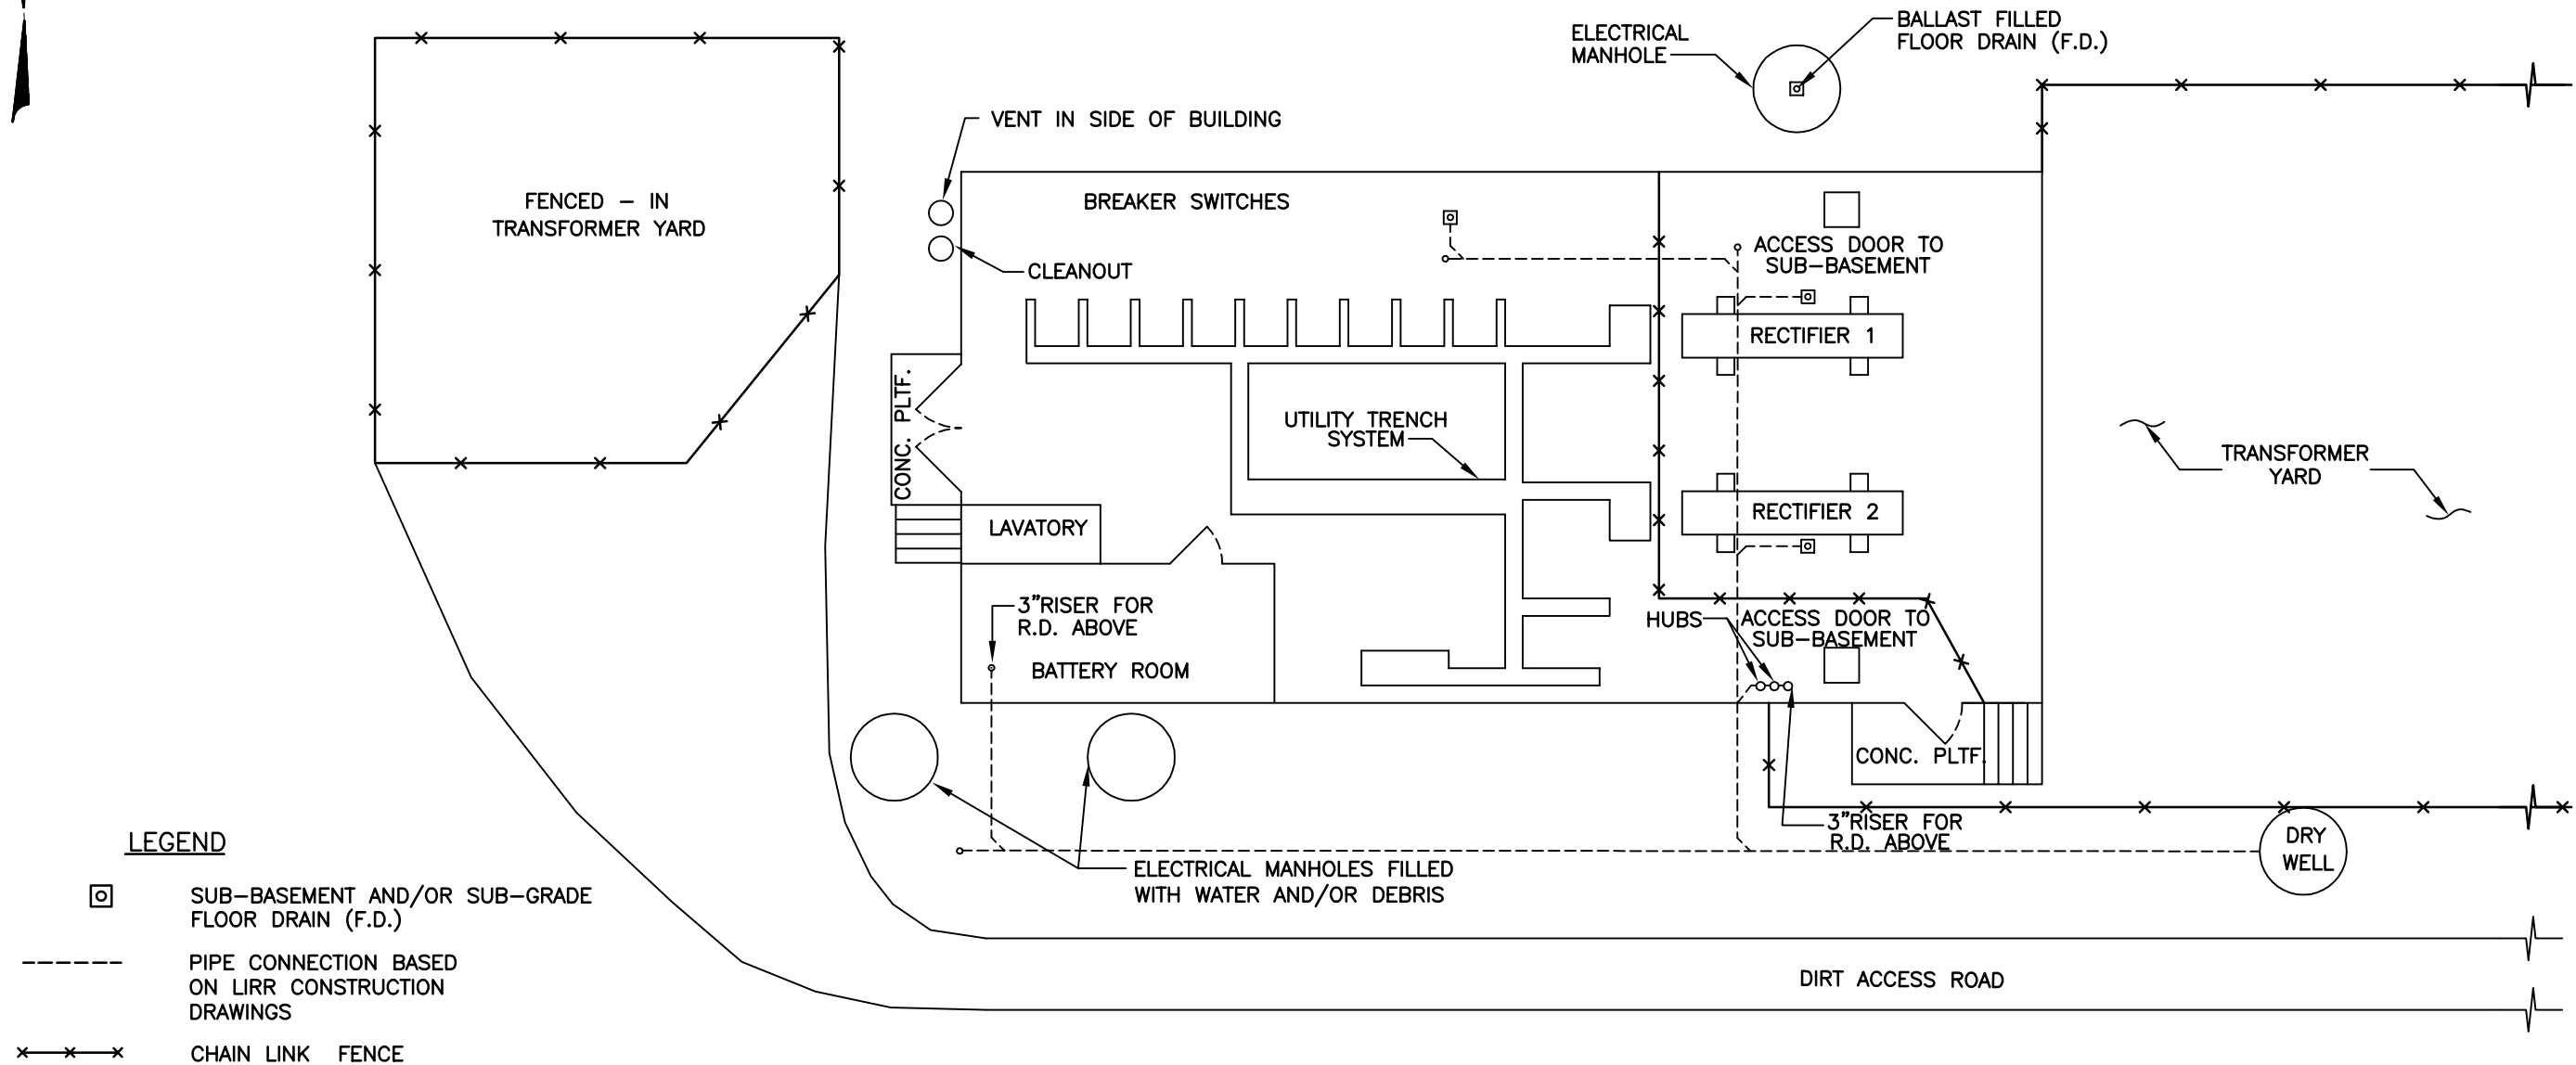 ELECTRICAL
MANHOLE
BALLAST FILLED
FLOOR DRAIN (F.D.)
VENT IN SIDE OF BUILDING
FENCED – IN
TRANSFORMER YARD
BREAKER SWITCHES
CLEANOUT
ACCESS DOOR TO
SUB–BASEMENT
RECTIFIER 1
CONC. PLTF.
UTILITY TRENCH
SYSTEM
TRANSFORMER
YARD
RECTIFIER 2
LAVATORY
3"RISER FOR
R.D. ABOVE
BATTERY ROOM
HUBS
ACCESS DOOR TO
SUB–BASEMENT
CONC. PLTF.
3"RISER FOR
R.D. ABOVE
DRY
WELL
ELECTRICAL MANHOLES FILLED
WITH WATER AND/OR DEBRIS
DIRT ACCESS ROAD
LEGEND
SUB–BASEMENT AND/OR SUB–GRADE
FLOOR DRAIN (F.D.)
PIPE CONNECTION BASED
ON LIRR CONSTRUCTION
DRAWINGS
CHAIN LINK FENCE